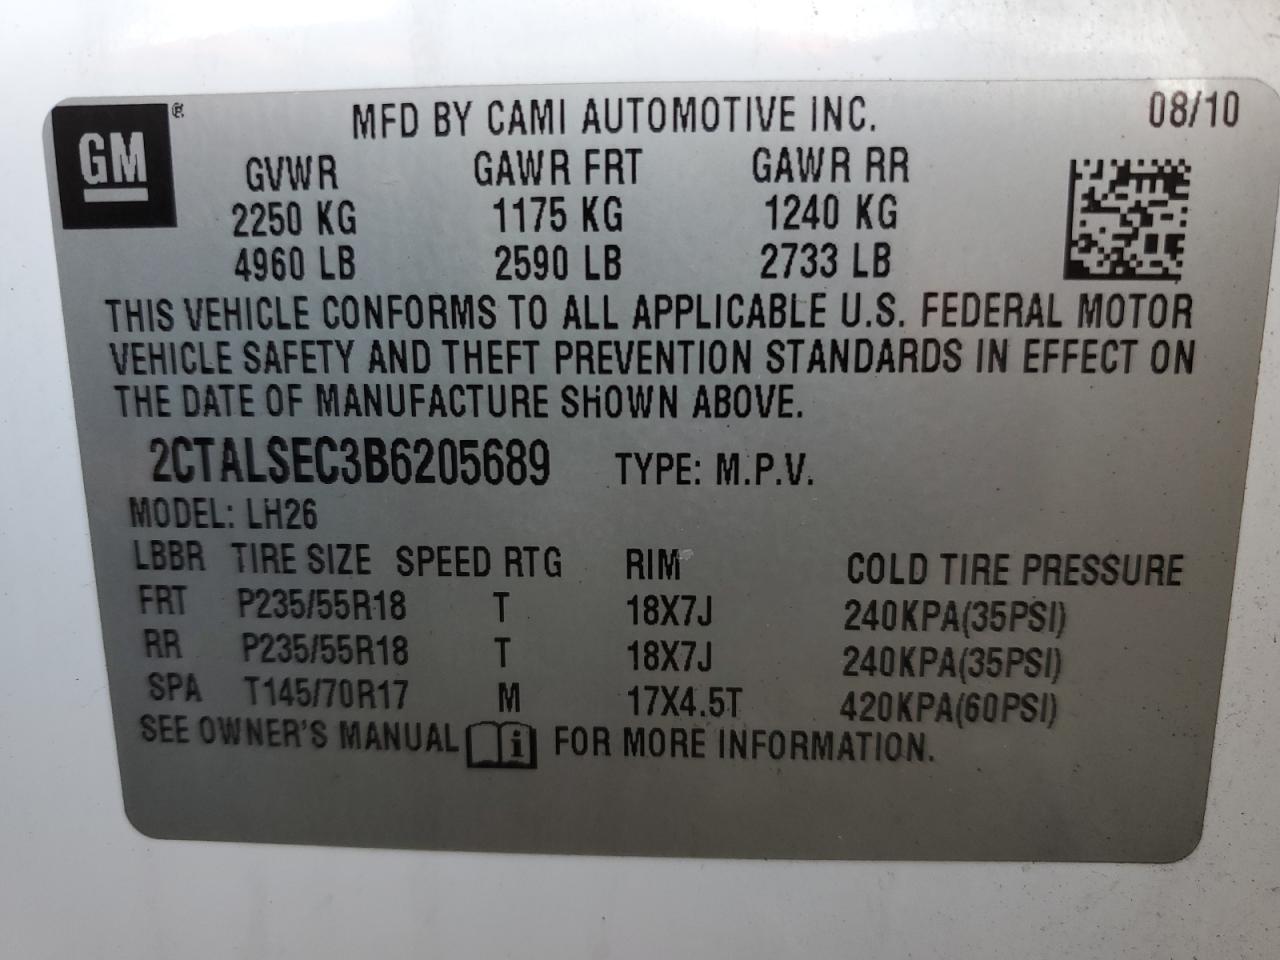 GM ® MFD BY CAMI AUTOMOTIVE INC. 08/10
GVWR GAWR FRT GAWR RR
2250 KG 1175 KG 1240 KG
4960 LB 2590 LB 2733 LB
THIS VEHICLE CONFORMS TO ALL APPLICABLE U.S. FEDERAL MOTOR
VEHICLE SAFETY AND THEFT PREVENTION STANDARDS IN EFFECT ON
THE DATE OF MANUFACTURE SHOWN ABOVE.
2CTALSEC3B6205689 TYPE: M.P.V.
MODEL: LH26
LBBR TIRE SIZE SPEED RTG RIM COLD TIRE PRESSURE
FRT P235/55R18 T 18X7J 240KPA(35PSI)
RR P235/55R18 T 18X7J 240KPA(35PSI)
SPA T145/70R17 M 17X4.5T 420KPA(60PSI)
SEE OWNER'S MANUAL i FOR MORE INFORMATION.